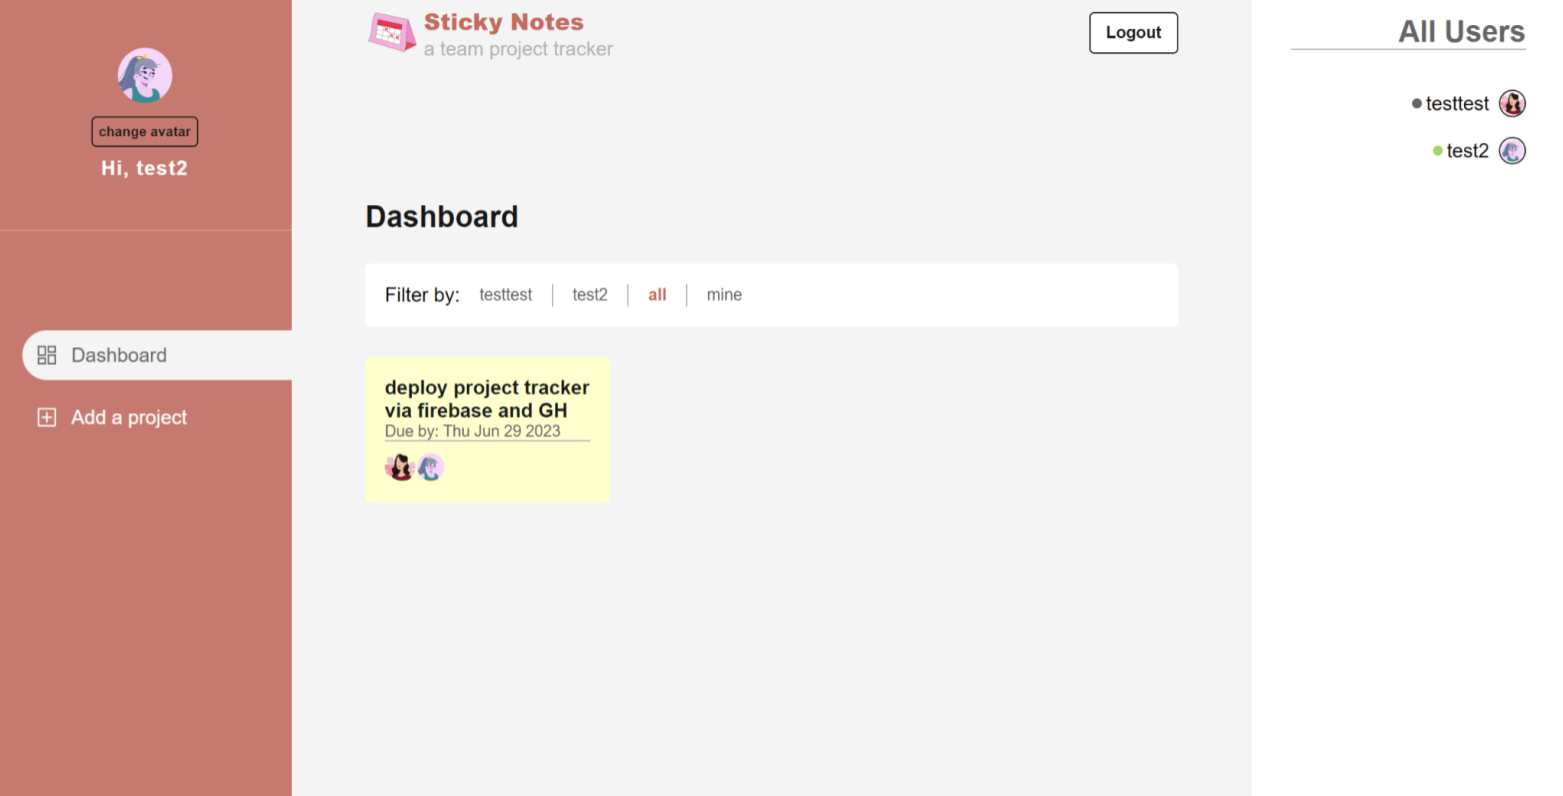 change avatar
Hi, test2
Dashboard
Add a project
Sticky Notes
a team project tracker
Logout
Dashboard
Filter by: testtest test2 all mine
deploy project tracker
via firebase and GH
Due by: Thu Jun 29 2023
All Users
testtest
test2